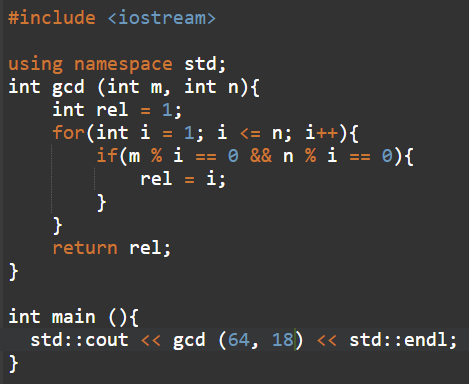 #include <iostream>

using namespace std;
int gcd (int m, int n){
    int rel = 1;
    for(int i = 1; i <= n; i++){
        if(m % i == 0 && n % i == 0){
            rel = i;
        }
    }
    return rel;
}

int main (){
  std::cout << gcd (64, 18) << std::endl;
}